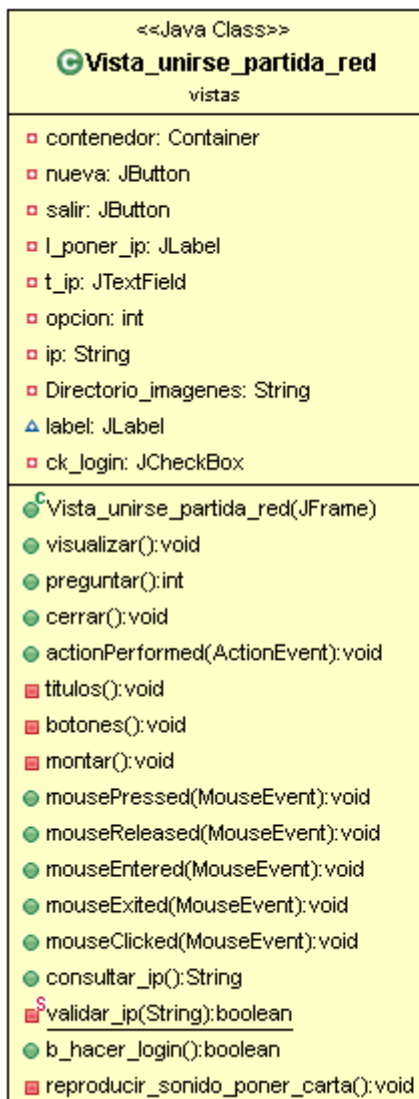 <<Java Class>>
Vista_unirse_partida_red
vistas
contenedor: Container
nueva: JButton
salir: JButton
l_poner_ip: JLabel
t_ip: JTextField
opcion: int
ip: String
Directorio_imagenes: String
label: JLabel
ck_login: JCheckBox
Vista_unirse_partida_red(JFrame)
visualizar():void
preguntar():int
cerrar():void
actionPerformed(ActionEvent):void
titulos():void
botones():void
montar():void
mousePressed(MouseEvent):void
mouseReleased(MouseEvent):void
mouseEntered(MouseEvent):void
mouseExited(MouseEvent):void
mouseClicked(MouseEvent):void
consultar_ip():String
validar_ip(String):boolean
b_hacer_login():boolean
reproducir_sonido_poner_carta():void